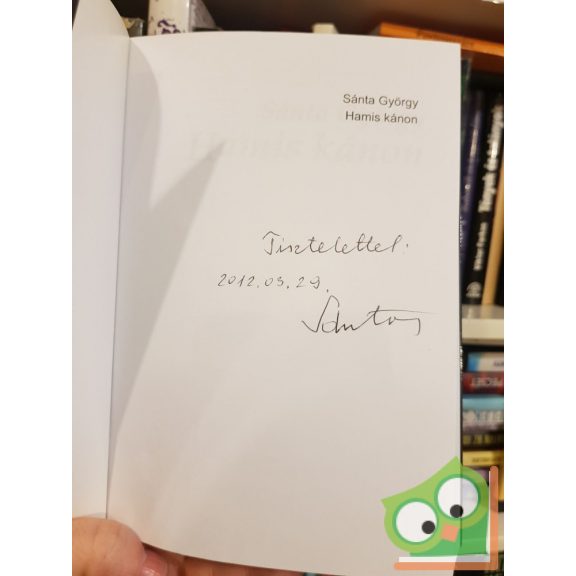 Sánta György
Hamis kánon
Tisztelettel:
2012.03.29.
Sánta